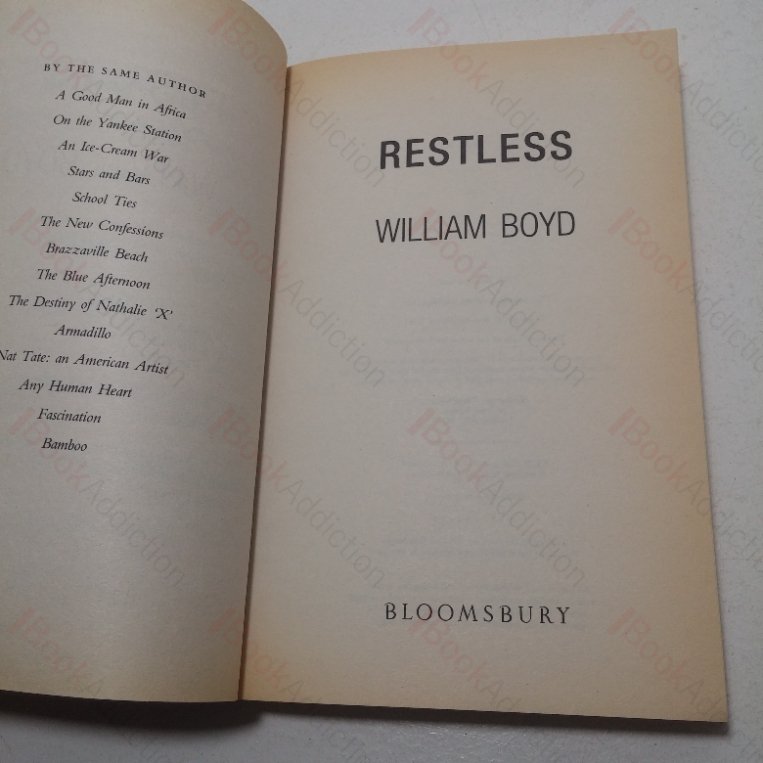 BY THE SAME AUTHOR
A Good Man in Africa
On the Yankee Station
An Ice-Cream War
Stars and Bars
School Ties
The New Confessions
Brazzaville Beach
The Blue Afternoon
The Destiny of Nathalie ‘X’
Armadillo
Nat Tate: an American Artist
Any Human Heart
Fascination
Bamboo
RESTLESS
WILLIAM BOYD
BLOOMSBURY
BookAddiction